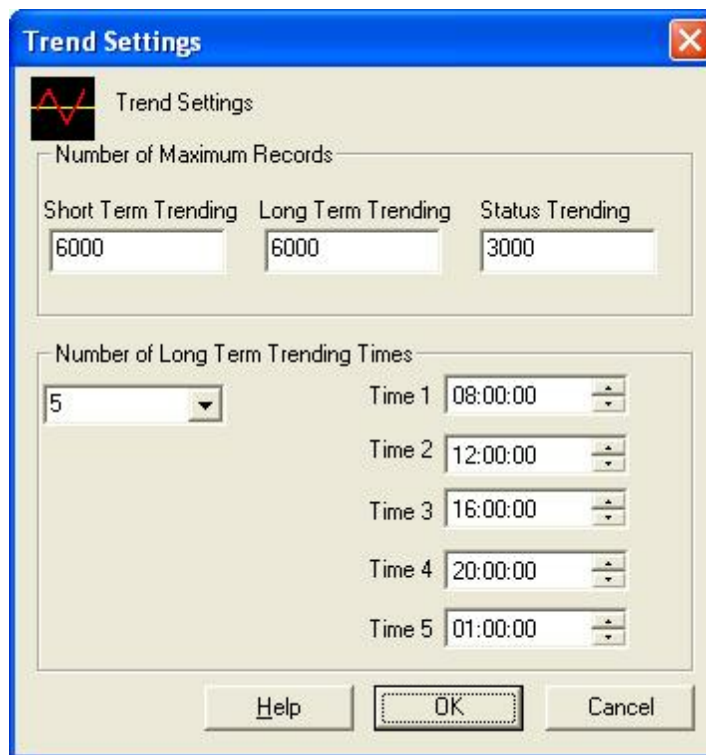 Trend Settings
Trend Settings
Number of Maximum Records
Short Term Trending Long Term Trending Status Trending
6000 6000 3000
Number of Long Term Trending Times
5 Time 1 08:00:00
Time 2 12:00:00
Time 3 16:00:00
Time 4 20:00:00
Time 5 01:00:00
Help OK Cancel